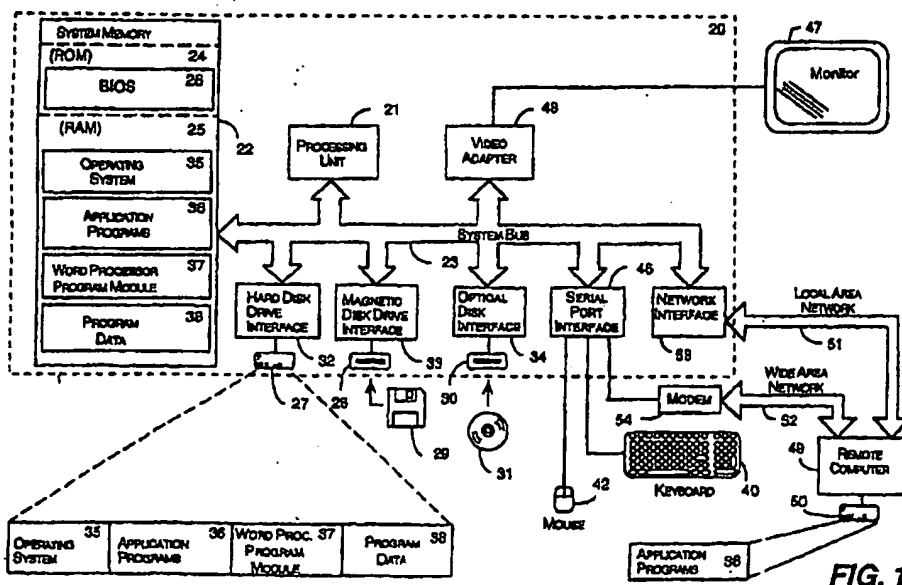 SYSTEM MEMORY
(ROM) 24
BIOS 26
(RAM) 25
22
OPERATING SYSTEM 35
APPLICATION PROGRAMS 36
WORD PROCESSOR PROGRAM MODULE 37
PROGRAM DATA 38
20
21
PROCESSING UNIT
48
VIDEO ADAPTER
47
Monitor
SYSTEM BUS
23
HARD DISK DRIVE INTERFACE
32
MAGNETIC DISK DRIVE INTERFACE
33
OPTICAL DISK INTERFACE
34
46
SERIAL PORT INTERFACE
NETWORK INTERFACE
53
LOCAL AREA NETWORK
51
27
28
29
30
31
WIDE AREA NETWORK
52
MODEM
54
42
MOUSE
KEYBOARD
40
49
REMOTE COMPUTER
50
OPERATING SYSTEM 35
APPLICATION PROGRAMS 36
WORD PROC. PROGRAM MODULE 37
PROGRAM DATA 38
APPLICATION PROGRAMS 36
FIG. 1